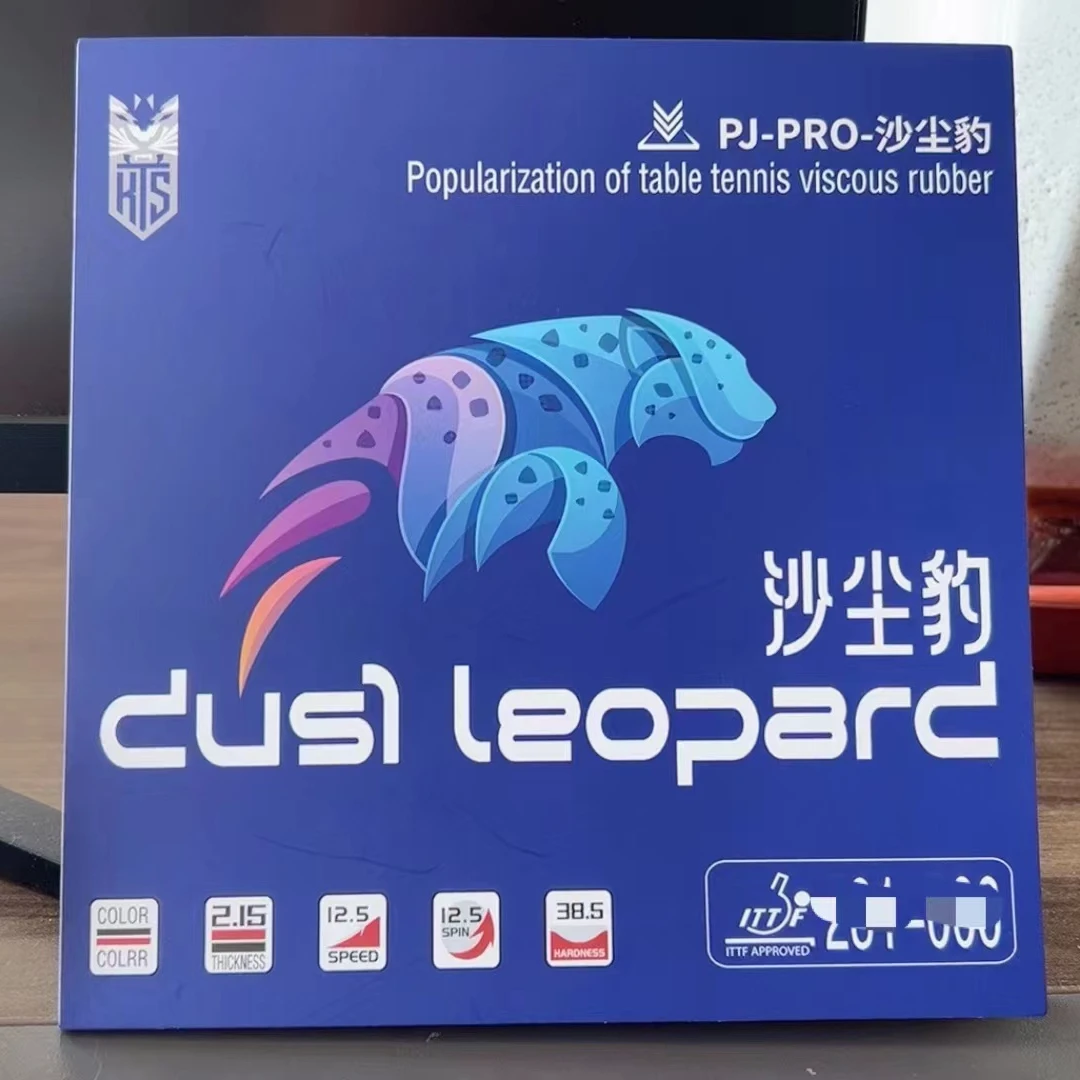 KTS
PJ-PRO-沙尘豹
Popularization of table tennis viscous rubber
沙尘豹
dust leopard
COLOR
COLRR
2.15
THICKNESS
12.5
SPEED
12.5
SPIN
38.5
HARDNESS
ITTF
ITTF APPROVED